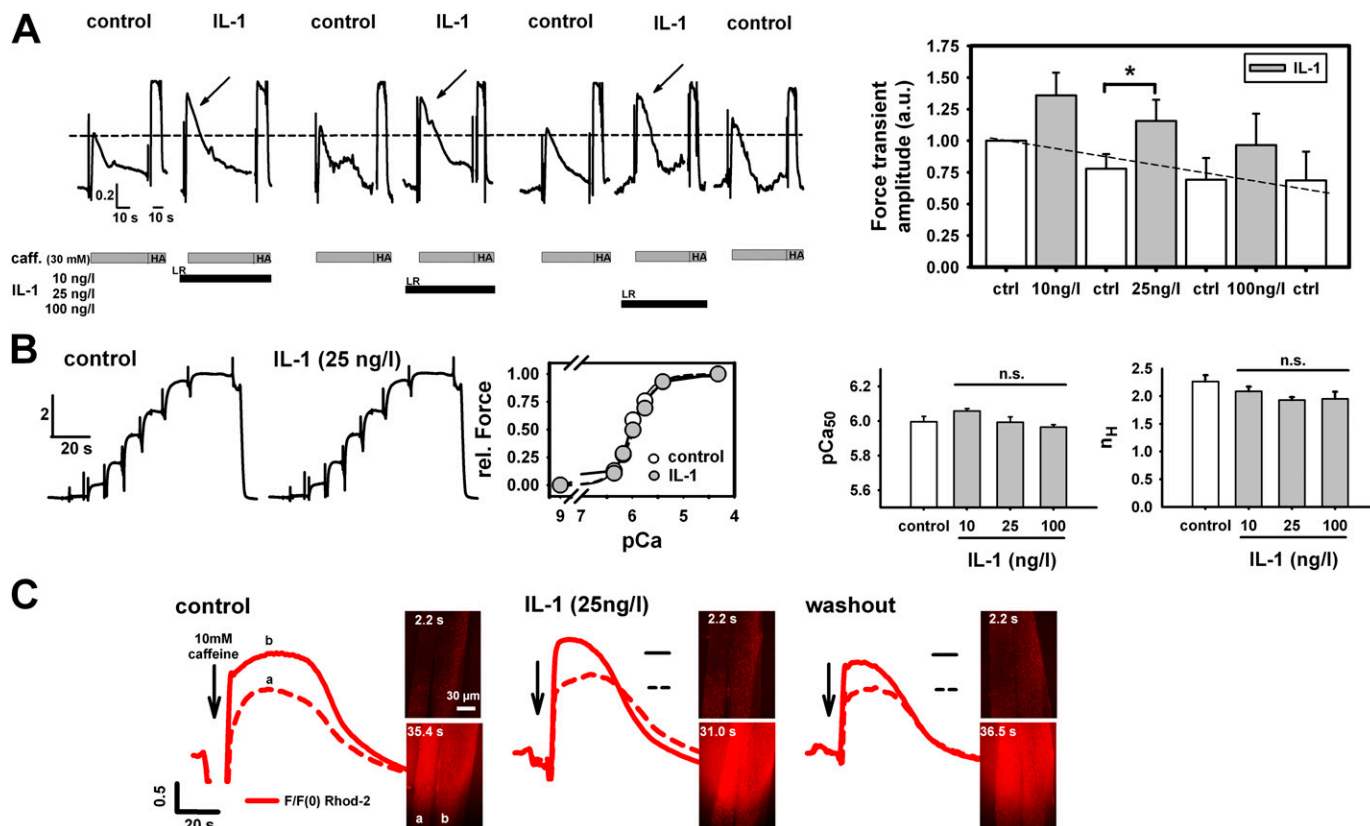 A
control IL-1 control IL-1 control IL-1 control
0.2
10 s 10 s
caff. (30 mM) HA HA HA HA HA HA HA
LR LR LR
IL-1
10 ng/l
25 ng/l
100 ng/l
Force transient
amplitude (a.u.)
1.75
1.50
1.25
1.00
0.75
0.50
0.25
0.00
IL-1
*
ctrl 10ng/l ctrl 25ng/l ctrl 100ng/l ctrl
B
control
IL-1 (25 ng/l)
2
20 s
rel. Force
1.00
0.75
0.50
0.25
0.00
control
IL-1
9 7 6 5 4
pCa
pCa50
6.2
6.0
5.8
5.6
n.s.
control 10 25 100
IL-1 (ng/l)
nH
2.5
2.0
1.5
1.0
0.5
0.0
n.s.
control 10 25 100
IL-1 (ng/l)
C
control
10mM
caffeine
b
a
0.5
20 s
F/F(0) Rhod-2
2.2 s
30 µm
35.4 s
a b
IL-1 (25ng/l)
2.2 s
31.0 s
washout
2.2 s
36.5 s